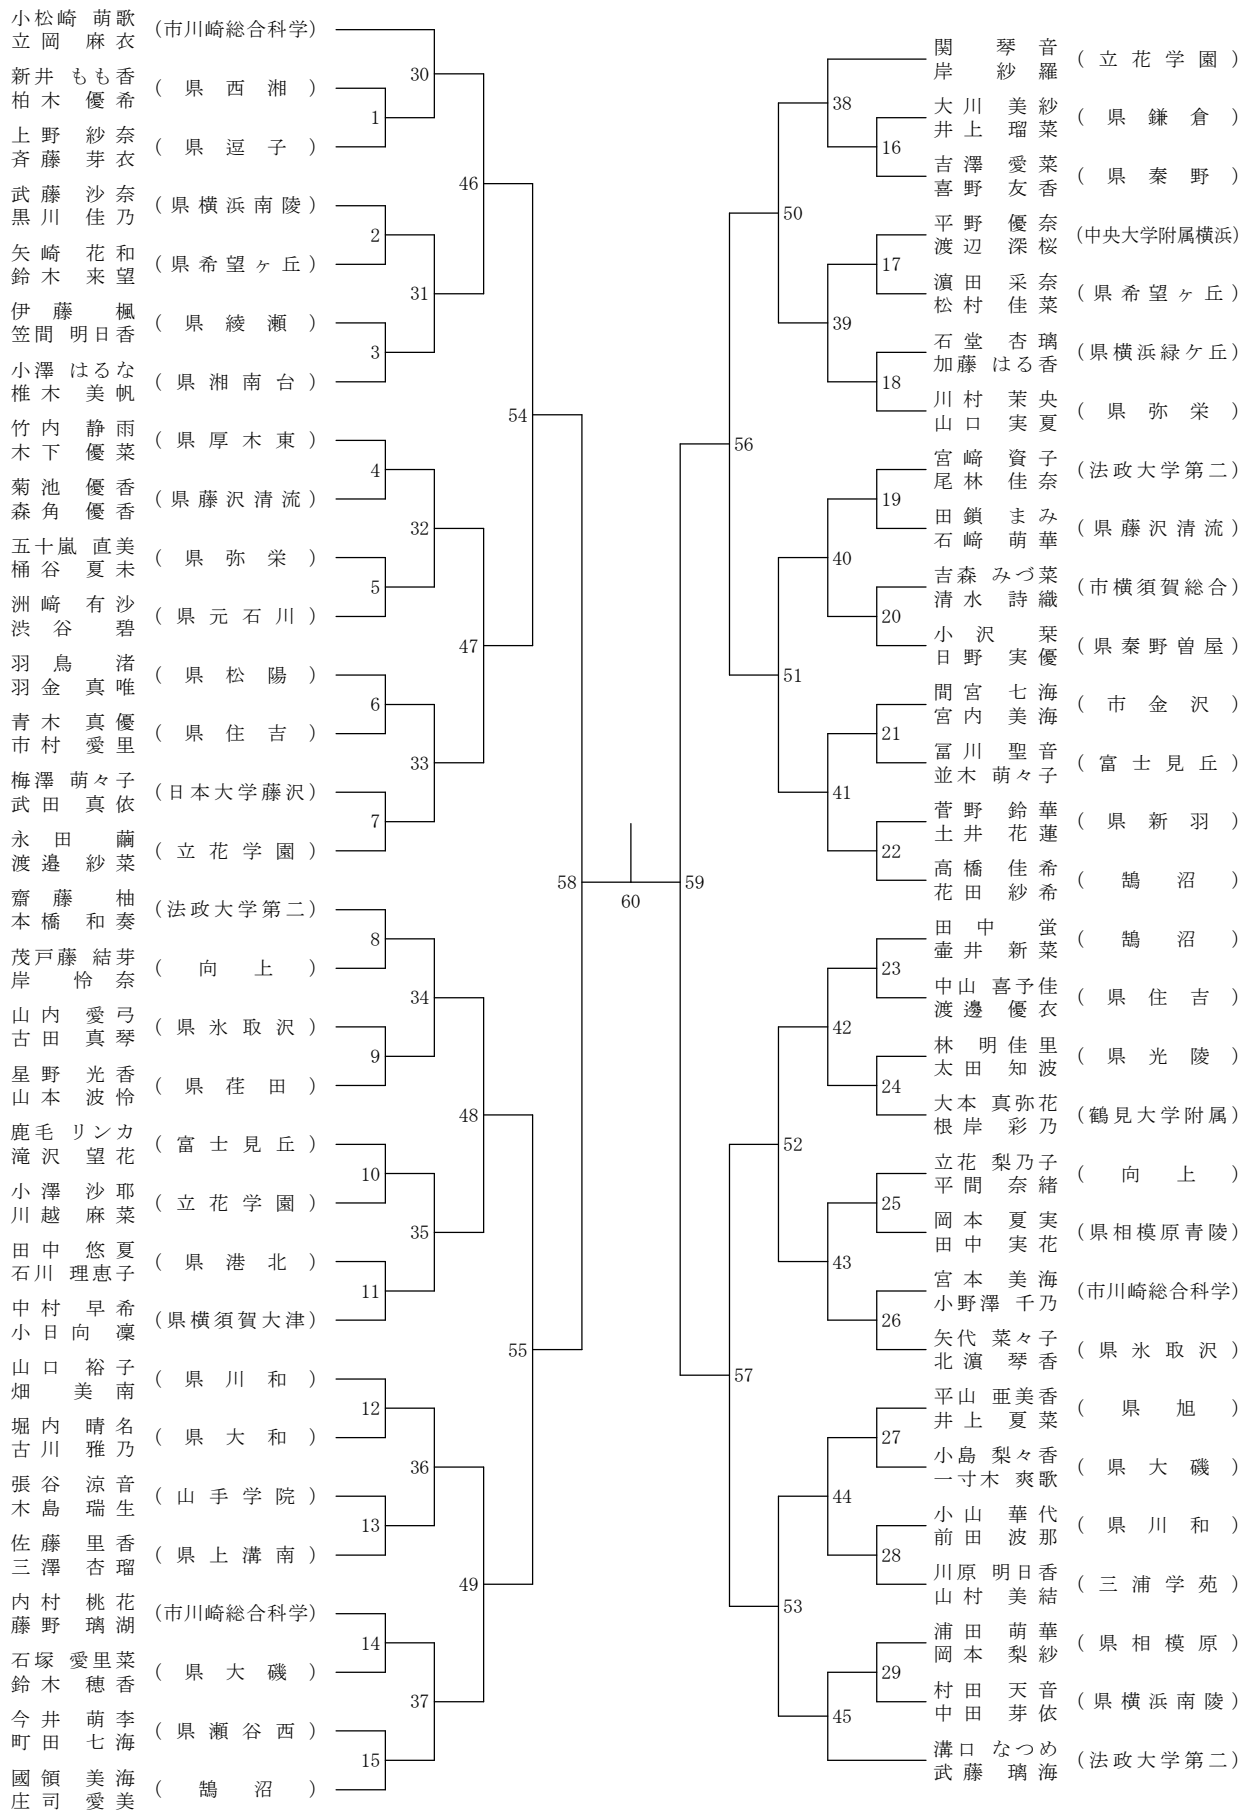 小松崎 萌歌
立岡 麻衣 (市川崎総合科学)
新井 もも香
柏木 優希 (県西湘)
上野 紗奈
斉藤 芽衣 (県逗子)
武藤 沙奈
黒川 佳乃 (県横浜南陵)
矢崎 花和
鈴木 来望 (県希望ヶ丘)
伊藤 楓
笠間 明日香 (県綾瀬)
小澤 はるな
椎木 美帆 (県湘南台)
竹内 静雨
木下 優菜 (県厚木東)
菊池 優香
森角 優香 (県藤沢清流)
五十嵐 直美
桶谷 夏未 (県弥栄)
洲﨑 有沙
渋谷 碧 (県元石川)
羽鳥 渚
羽金 真唯 (県松陽)
青木 真優
市村 愛里 (県住吉)
梅澤 萌々子
武田 真依 (日本大学藤沢)
永田 繭
渡邉 紗菜 (立花学園)
齋藤 柚
本橋 和奏 (法政大学第二)
茂戸藤 結芽
岸 怜奈 (向上)
山内 愛弓
古田 真琴 (県氷取沢)
星野 光香
山本 波怜 (県荏田)
鹿毛 リンカ
滝沢 望花 (富士見丘)
小澤 沙耶
川越 麻菜 (立花学園)
田中 悠夏
石川 理恵子 (県港北)
中村 早希
小日向 凜 (県横須賀大津)
山口 裕子
畑 美南 (県川和)
堀内 晴名
古川 雅乃 (県大和)
張谷 涼音
木島 瑞生 (山手学院)
佐藤 里香
三澤 杏瑠 (県上溝南)
内村 桃花
藤野 璃湖 (市川崎総合科学)
石塚 愛里菜
鈴木 穂香 (県大磯)
今井 萌李
町田 七海 (県瀬谷西)
國領 美海
庄司 愛美 (鵠沼)
1
2
3
4
5
6
7
8
9
10
11
12
13
14
15
30
31
32
33
34
35
36
37
46
47
48
49
54
55
58
60
59
56
57
50
51
52
53
38
39
40
41
42
43
44
45
16
17
18
19
20
21
22
23
24
25
26
27
28
29
関 琴音
岸 紗羅 (立花学園)
大川 美紗
井上 瑠菜 (県鎌倉)
吉澤 愛菜
喜野 友香 (県秦野)
平野 優奈
渡辺 深桜 (中央大学附属横浜)
濵田 采奈
松村 佳菜 (県希望ヶ丘)
石堂 杏璃
加藤 はる香 (県横浜緑ケ丘)
川村 茉央
山口 実夏 (県弥栄)
宮﨑 資子
尾林 佳奈 (法政大学第二)
田鎖 まみ
石﨑 萌華 (県藤沢清流)
吉森 みづ菜
清水 詩織 (市横須賀総合)
小沢 栞
日野 実優 (県秦野曽屋)
間宮 七海
宮内 美海 (市金沢)
冨川 聖音
並木 萌々子 (富士見丘)
菅野 鈴華
土井 花蓮 (県新羽)
高橋 佳希
花田 紗希 (鵠沼)
田中 蛍
壷井 新菜 (鵠沼)
中山 喜予佳
渡邊 優衣 (県住吉)
林 明佳里
太田 知波 (県光陵)
大本 真弥花
根岸 彩乃 (鶴見大学附属)
立花 梨乃子
平間 奈緒 (向上)
岡本 夏実
田中 実花 (県相模原青陵)
宮本 美海
小野澤 千乃 (市川崎総合科学)
矢代 菜々子
北濵 琴香 (県氷取沢)
平山 亜美香
井上 夏菜 (県旭)
小島 梨々香
一寸木 爽歌 (県大磯)
小山 華代
前田 波那 (県川和)
川原 明日香
山村 美結 (三浦学苑)
浦田 萌華
岡本 梨紗 (県相模原)
村田 天音
中田 芽依 (県横浜南陵)
溝口 なつめ
武藤 璃海 (法政大学第二)